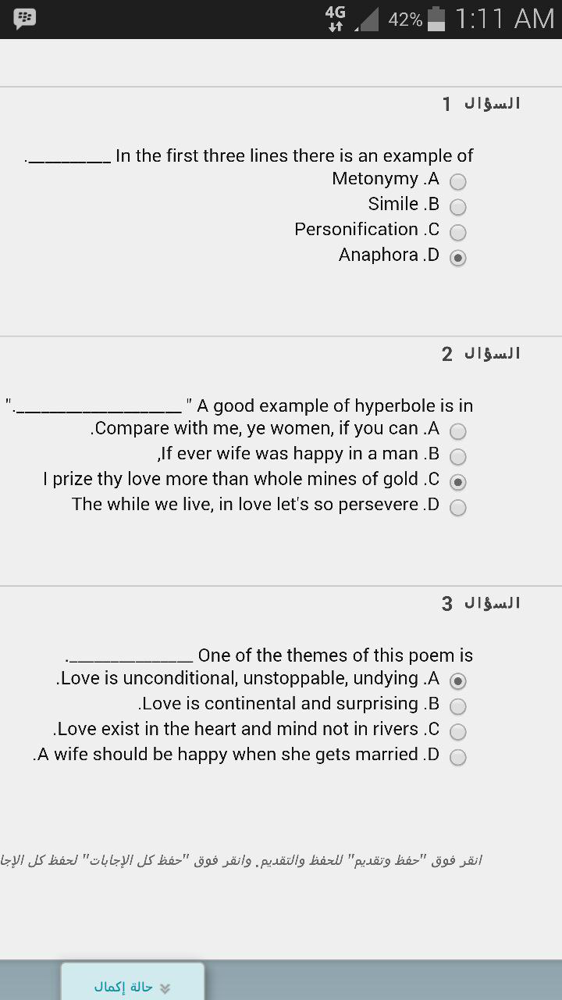 4G 42% 1:11 AM
السؤال 1
In the first three lines there is an example of __________.
Metonymy .A
Simile .B
Personification .C
Anaphora .D
السؤال 2
A good example of hyperbole is in " ____________________."
Compare with me, ye women, if you can .A.
If ever wife was happy in a man .B,
I prize thy love more than whole mines of gold .C
The while we live, in love let's so persevere .D
السؤال 3
One of the themes of this poem is _______________.
Love is unconditional, unstoppable, undying .A.
Love is continental and surprising .B.
Love exist in the heart and mind not in rivers .C.
A wife should be happy when she gets married .D.
انقر فوق "حفظ وتقديم" للحفظ والتقديم. وانقر فوق "حفظ كل الإجابات" لحفظ كل الإجا
حالة إكمال